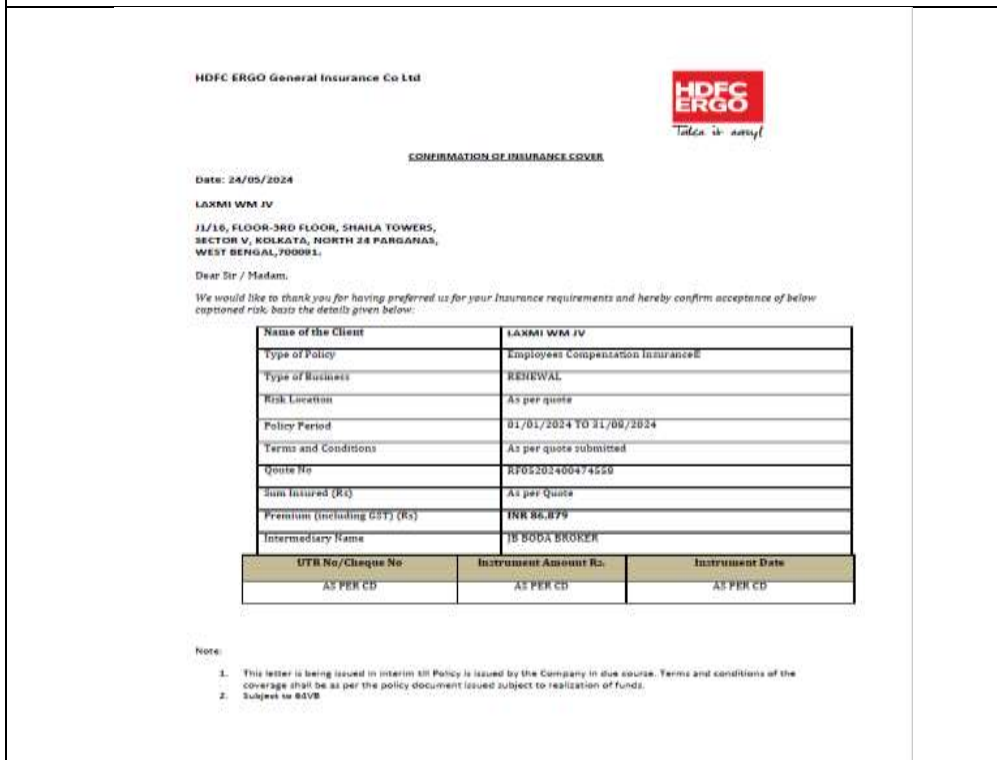 HDFC ERGO General Insurance Co Ltd
HDFC
ERGO
Take it easy!
CONFIRMATION OF INSURANCE COVER
Date: 24/05/2024
LAXMI WM JV
J1/16, FLOOR-3RD FLOOR, SHAILA TOWERS,
SECTOR V, KOLKATA, NORTH 24 PARGANAS,
WEST BENGAL,700091.
Dear Sir / Madam,
We would like to thank you for having preferred us for your Insurance requirements and hereby confirm acceptance of below
captioned risk, basis the details given below:
Name of the Client LAXMI WM JV
Type of Policy Employees Compensation Insurance
Type of Business RENEWAL
Risk Location As per quote
Policy Period 01/01/2024 TO 31/08/2024
Terms and Conditions As per quote submitted
Qoute No
Sum Insured (Rs) As per Quote
Premium (including GST) (Rs) INR 86,879
Intermediary Name JB BODA BROKER
UTR No/Cheque No Instrument Amount Rs. Instrument Date
AS PER CD AS PER CD AS PER CD
Note:
1. This letter is being issued in interim till Policy is issued by the Company in due course. Terms and conditions of the
coverage shall be as per the policy document issued subject to realization of funds.
2. Subject to 64VB